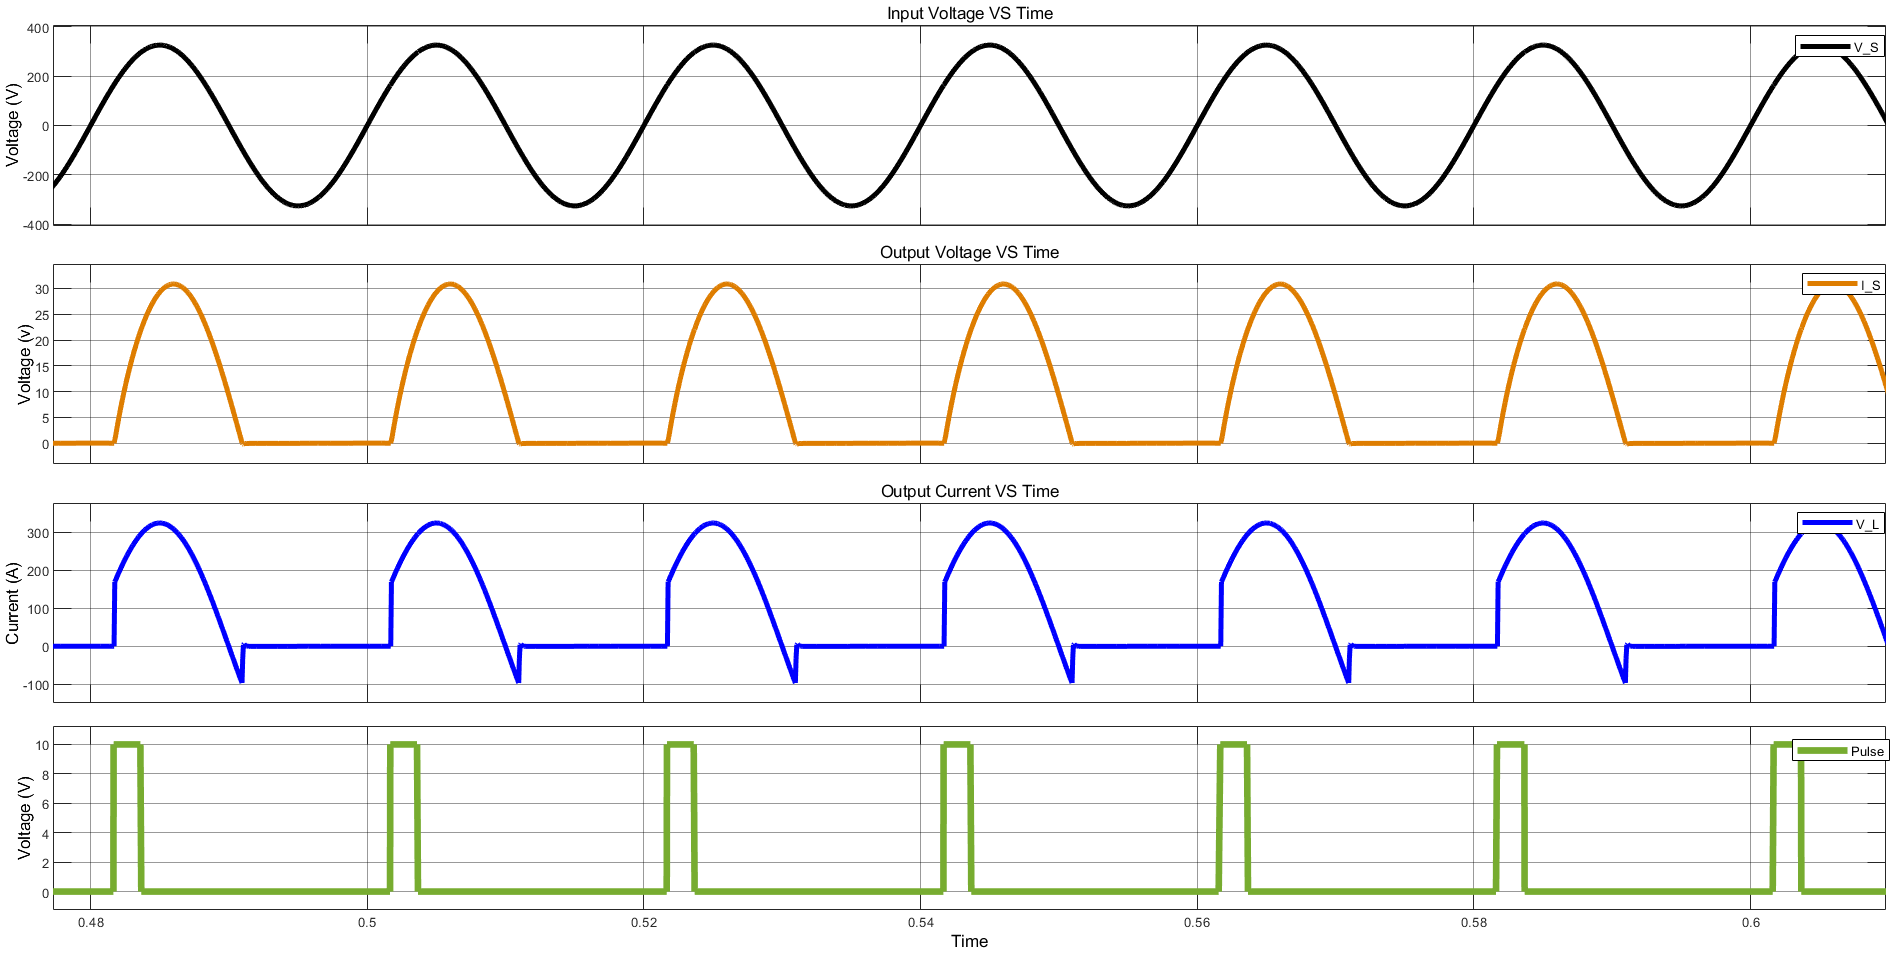 Input Voltage VS Time
400
200
0
-200
-400
Voltage (V)
V_S
Output Voltage VS Time
30
25
20
15
10
5
0
Voltage (v)
I_S
Output Current VS Time
300
200
100
0
-100
Current (A)
V_L
10
8
6
4
2
0
Voltage (V)
Pulse
0.48 0.5 0.52 0.54 0.56 0.58 0.6
Time